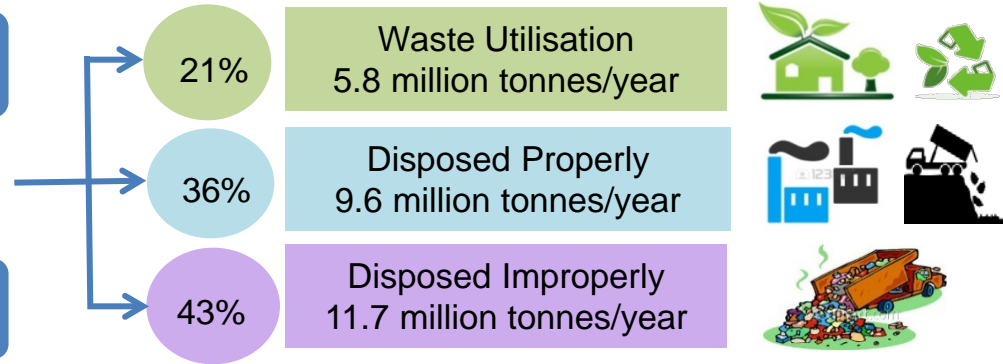 21%
Waste Utilisation
5.8 million tonnes/year
36%
Disposed Properly
9.6 million tonnes/year
123
43%
Disposed Improperly
11.7 million tonnes/year